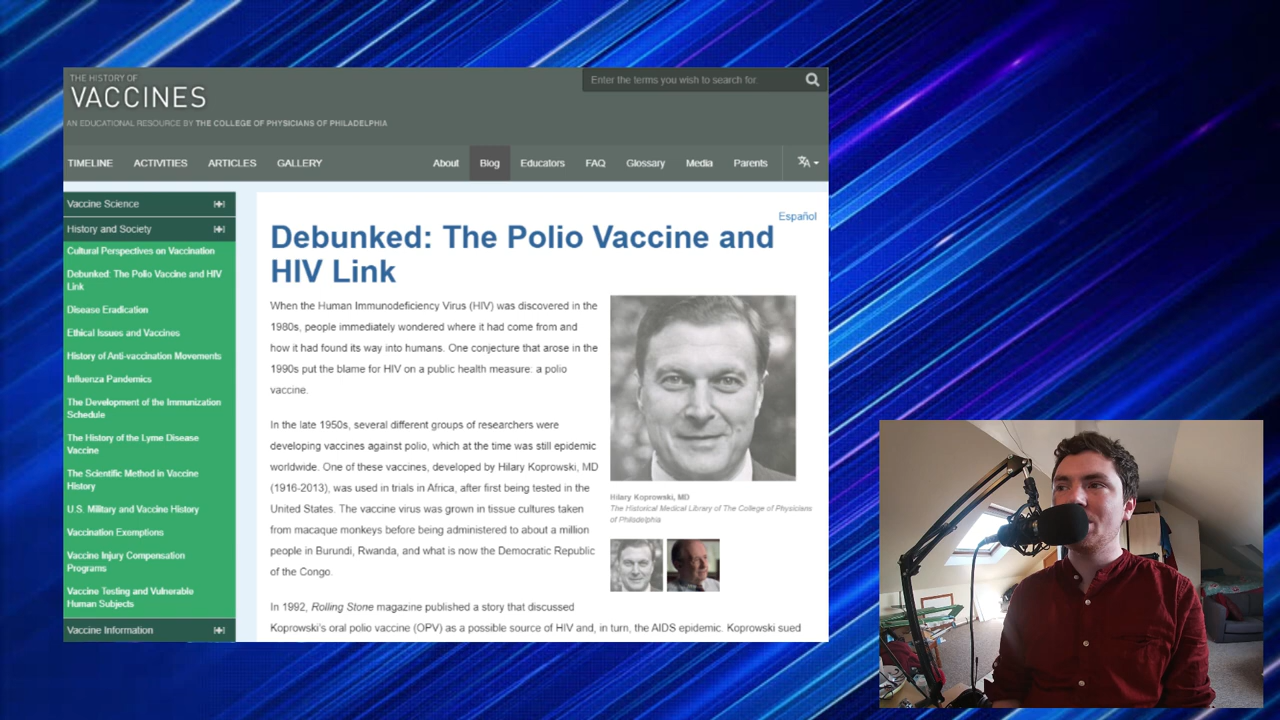 THE HISTORY OF
VACCINES
AN EDUCATIONAL RESOURCE BY THE COLLEGE OF PHYSICIANS OF PHILADELPHIA
Enter the terms you wish to search for.
TIMELINE ACTIVITIES ARTICLES GALLERY About Blog Educators FAQ Glossary Media Parents
Vaccine Science
History and Society
Cultural Perspectives on Vaccination
Debunked: The Polio Vaccine and HIV
Link
Disease Eradication
Ethical Issues and Vaccines
History of Anti-vaccination Movements
Influenza Pandemics
The Development of the Immunization
Schedule
The History of the Lyme Disease
Vaccine
The Scientific Method in Vaccine
History
U.S. Military and Vaccine History
Vaccination Exemptions
Vaccine Injury Compensation
Programs
Vaccine Testing and Vulnerable
Human Subjects
Vaccine Information
Español
Debunked: The Polio Vaccine and
HIV Link
When the Human Immunodeficiency Virus (HIV) was discovered in the
1980s, people immediately wondered where it had come from and
how it had found its way into humans. One conjecture that arose in the
1990s put the blame for HIV on a public health measure: a polio
vaccine.
In the late 1950s, several different groups of researchers were
developing vaccines against polio, which at the time was still epidemic
worldwide. One of these vaccines, developed by Hilary Koprowski, MD
(1916-2013), was used in trials in Africa, after first being tested in the
United States. The vaccine virus was grown in tissue cultures taken
from macaque monkeys before being administered to about a million
people in Burundi, Rwanda, and what is now the Democratic Republic
of the Congo.
In 1992, Rolling Stone magazine published a story that discussed
Koprowski's oral polio vaccine (OPV) as a possible source of HIV and, in turn, the AIDS epidemic. Koprowski sued
Hilary Koprowski, MD
The Historical Medical Library of The College of Physicians
of Philadelphia